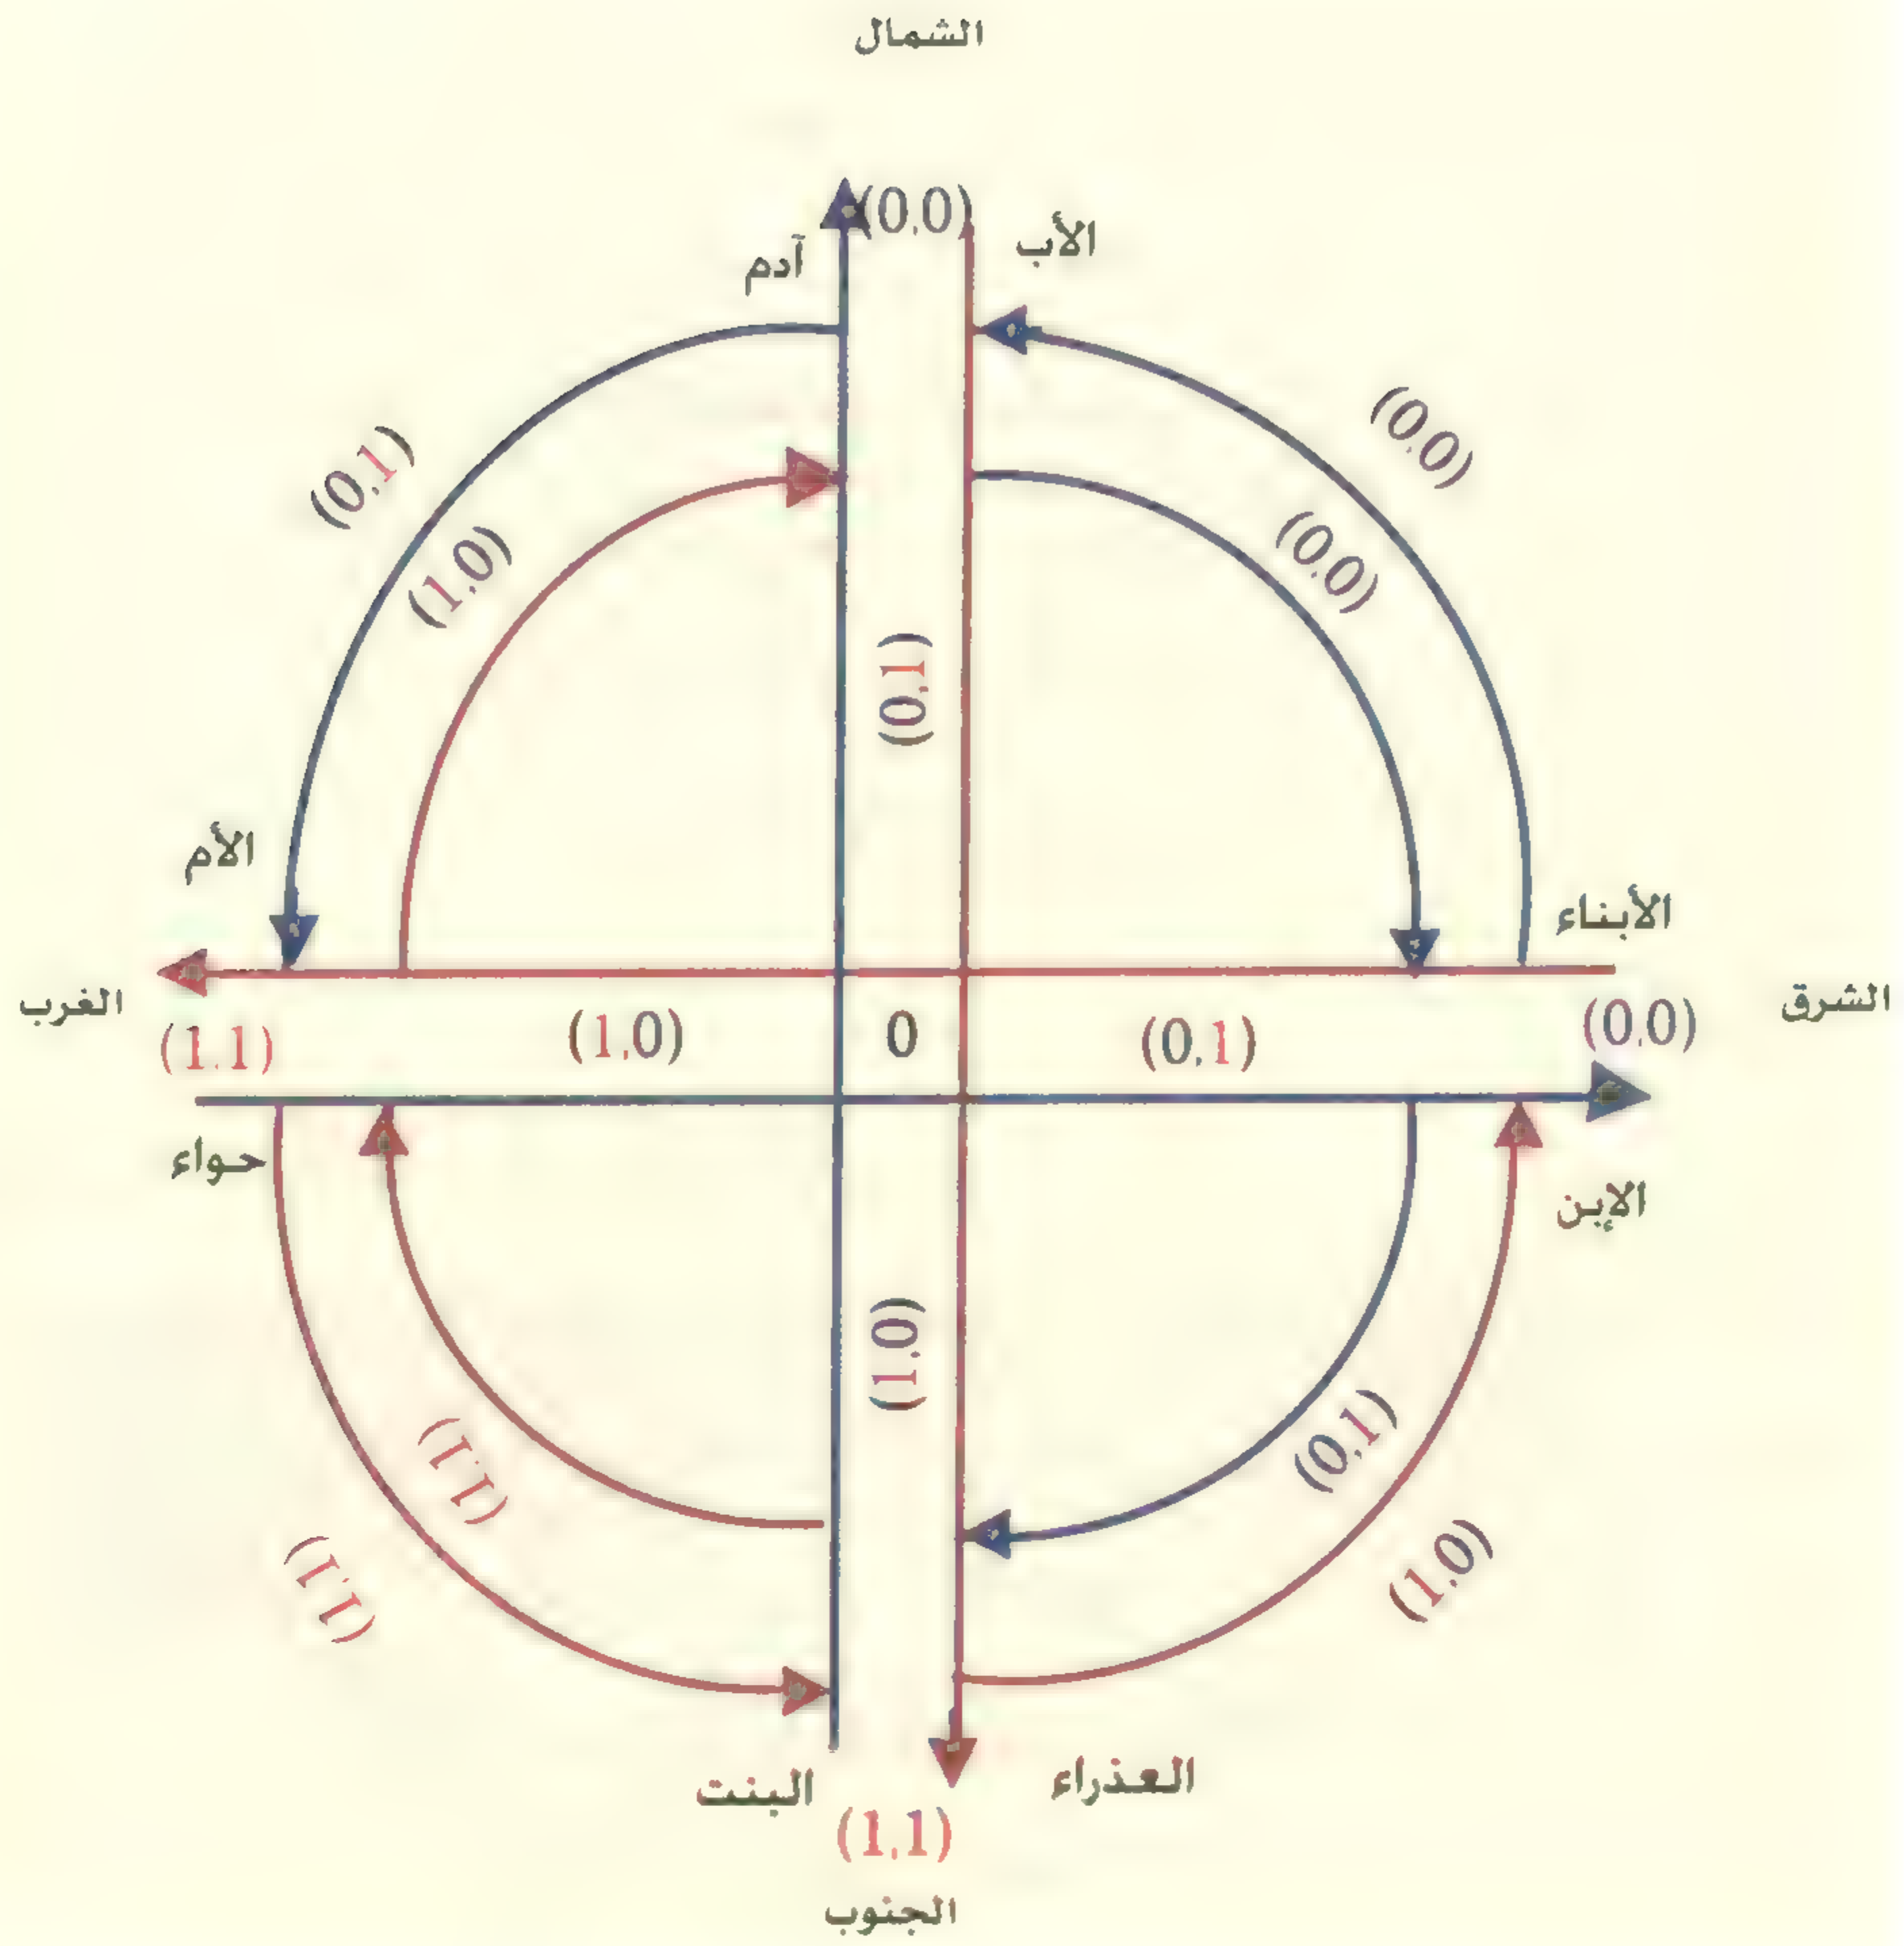 الشمال
(0,0)
الأب
آدم
(0,0)
(0,1)
(0,0)
(1,0)
(0,1)
الأم
الأبناء
الشرق
الغرب
(0,0)
(0,1)
0
(1,0)
(1,1)
حواء
الإبن
(1,0)
(0,1)
(1,1)
(1,0)
(1,1)
العذراء
البنت
(1,1)
الجنوب